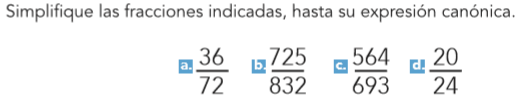 Simplifique las fracciones indicadas, hasta su expresión canónica.
a. 36/72 b. 725/832 c. 564/693 d. 20/24